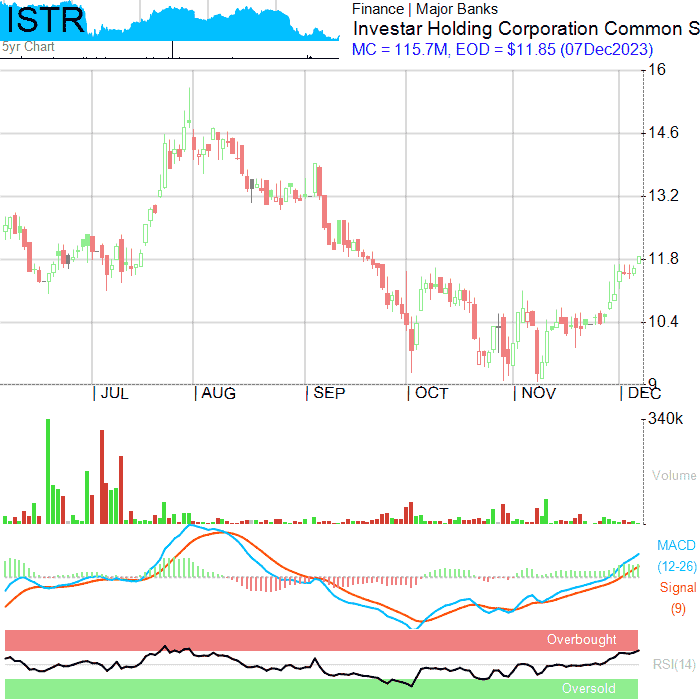 ISTR
5yr Chart
Finance | Major Banks
Investar Holding Corporation Common S
MC = 115.7M, EOD = $11.85 (07Dec2023)
16
14.6
13.2
11.8
10.4
9
JUL AUG SEP OCT NOV DEC
340k
Volume
MACD
(12-26)
Signal
(9)
Overbought
RSI(14)
Oversold